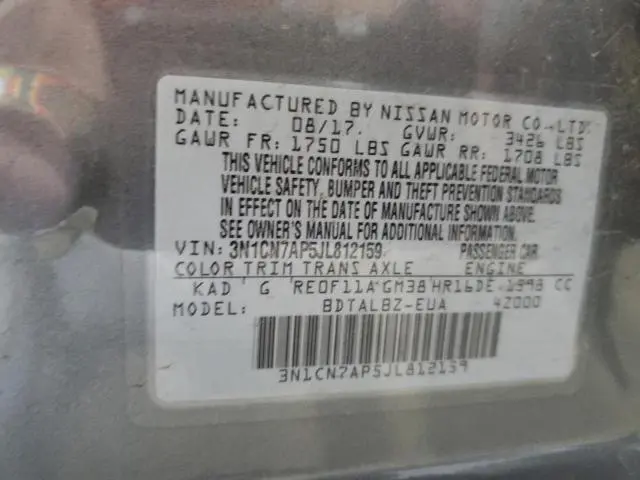 MANUFACTURED BY NISSAN MOTOR CO.,LTD.
DATE: 08/17. GVWR: 3426 LBS
GAWR FR: 1750 LBS GAWR RR: 1708 LBS
THIS VEHICLE CONFORMS TO ALL APPLICABLE FEDERAL MOTOR
VEHICLE SAFETY, BUMPER AND THEFT PREVENTION STANDARDS
IN EFFECT ON THE DATE OF MANUFACTURE SHOWN ABOVE.
SEE OWNER'S MANUAL FOR ADDITIONAL INFORMATION.
VIN: 3N1CN7AP5JL812159 PASSENGER CAR
COLOR TRIM TRANS AXLE ENGINE
KAD G RE0F11A GM38 HR16DE 1598 CC
MODEL: BDTALBZ-EUA 42000
3N1CN7AP5JL812159